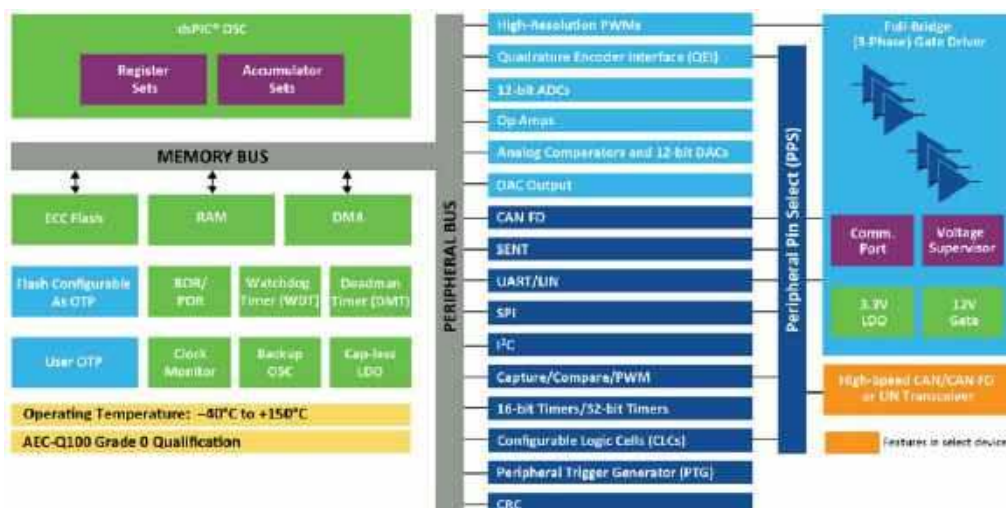 dsPIC® DSC
Register
Sets
Accumulator
Sets
MEMORY BUS
ECC Flash
RAM
DMA
Flash Configurable
As OTP
BOR/
POR
Watchdog
Timer (WDT)
Deadman
Timer (DMT)
User OTP
Clock
Monitor
Backup
OSC
Cap-less
LDO
Operating Temperature: –40°C to +150°C
AEC-Q100 Grade 0 Qualification
PERIPHERAL BUS
High-Resolution PWMs
Quadrature Encoder Interface (QEI)
12-bit ADCs
Op Amps
Analog Comparators and 12-bit DACs
DAC Output
CAN FD
SENT
UART/LIN
SPI
I²C
Capture/Compare/PWM
16-bit Timers/32-bit Timers
Configurable Logic Cells (CLCs)
Peripheral Trigger Generator (PTG)
CRC
Peripheral Pin Select (PPS)
Full-Bridge
(3-Phase) Gate Driver
Comm.
Port
Voltage
Supervisor
3.3V
LDO
12V
Gate
High-Speed CAN/CAN FD
or LIN Transceiver
Features in select device